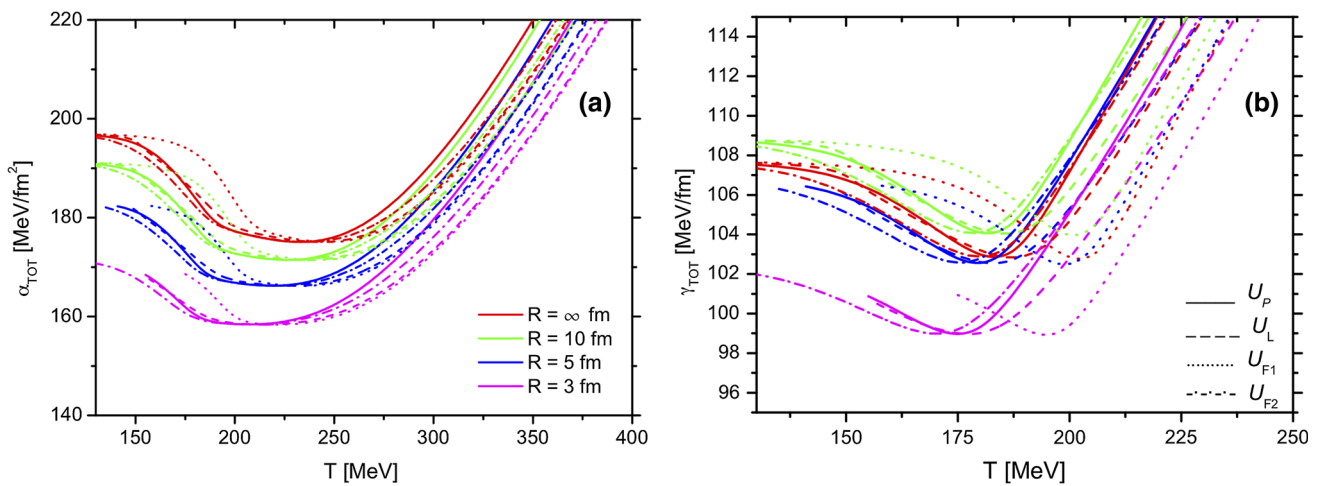 220
200
180
160
140
α_TOT [MeV/fm²]
150 200 250 300 350 400
T [MeV]
(a)
R = ∞ fm
R = 10 fm
R = 5 fm
R = 3 fm
114
112
110
108
106
104
102
100
98
96
γ_TOT [MeV/fm]
150 175 200 225 250
T [MeV]
(b)
U_P
U_L
U_F1
U_F2